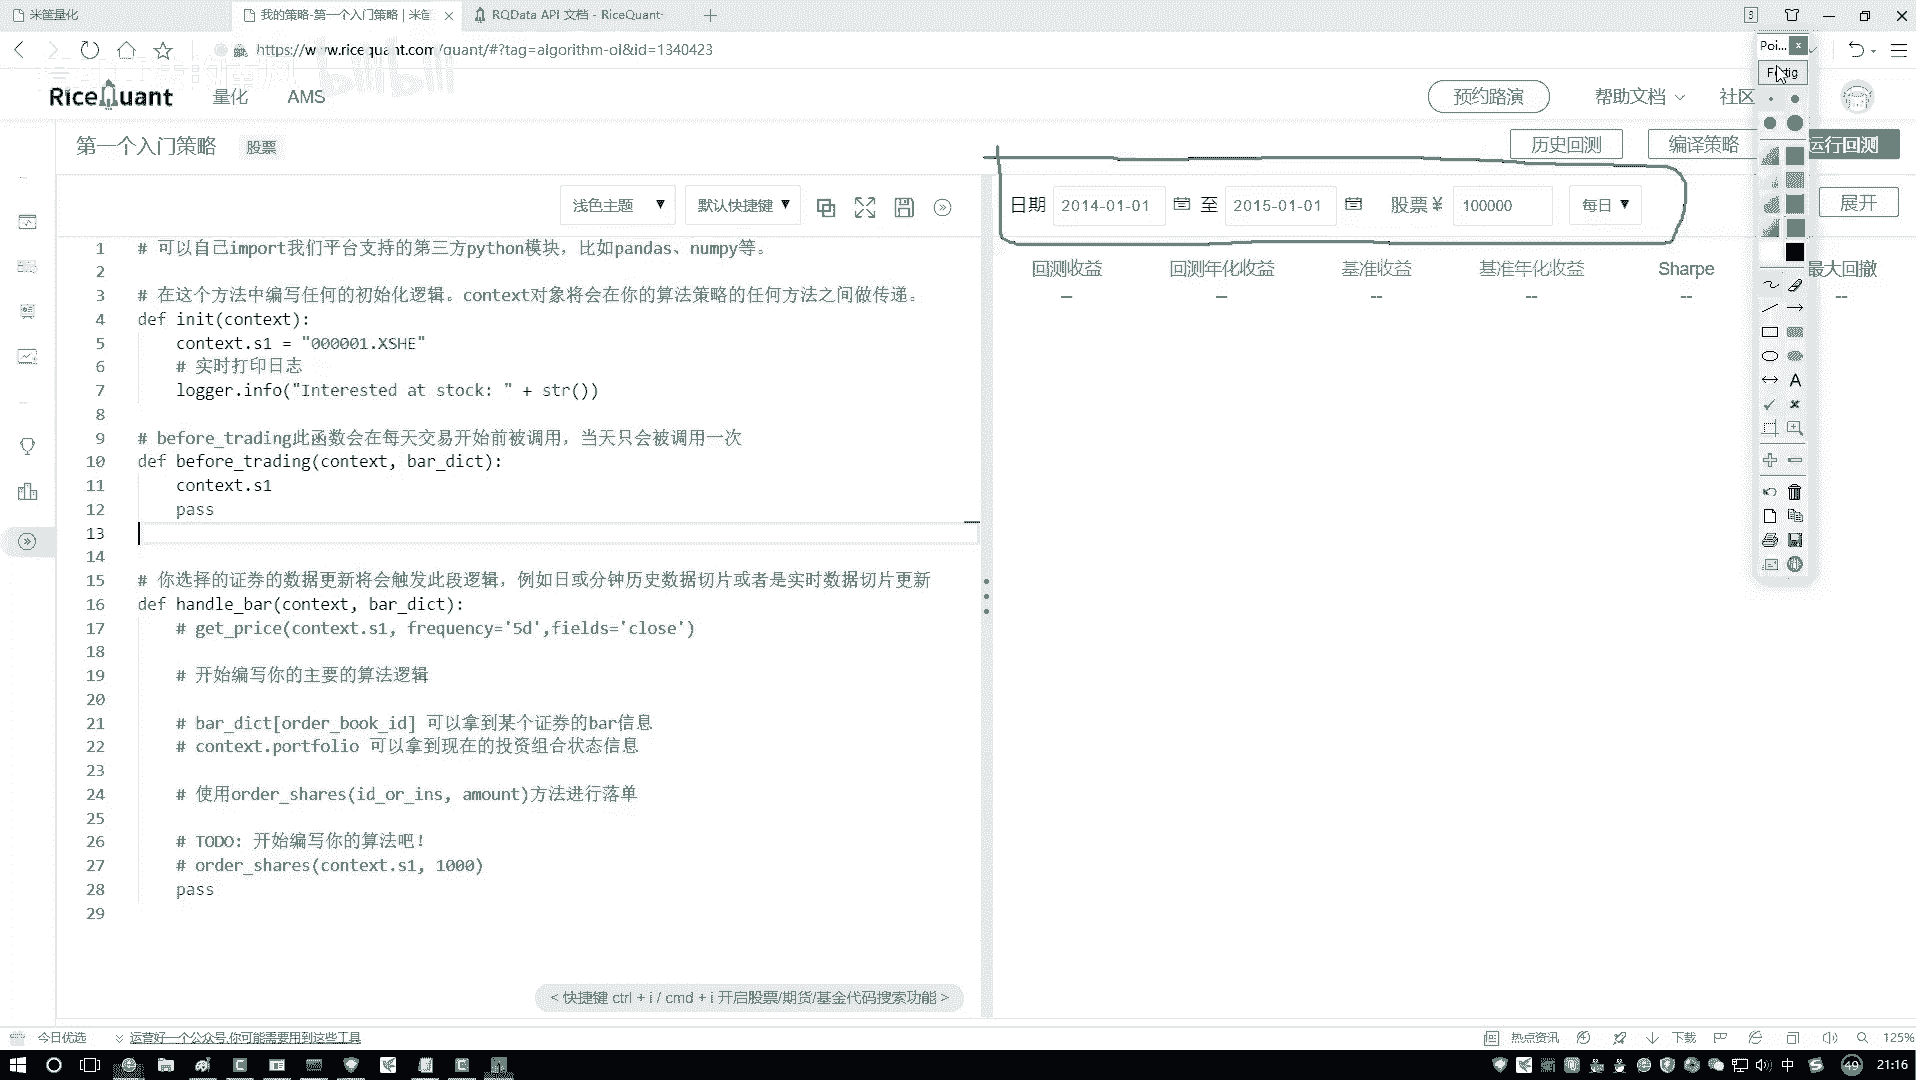 米筐量化
我的策略-第一个入门策略 | 米筐
RQData API 文档 - RiceQuant
3
https://www.ricequant.com/quant/#?tag=algorithm-ol&id=1340423
Poi...
bilibili
RiceQuant
量化
AMS
预约路演
帮助文档
社区
第一个入门策略
股票
历史回测
编译策略
运行回测
浅色主题 ▼
默认快捷键 ▼
日期
2014-01-01
至
2015-01-01
股票 ¥
100000
每日 ▼
展开
回测收益
回测年化收益
基准收益
基准年化收益
Sharpe
最大回撤
--
--
--
--
--
--
A
1 # 可以自己import我们平台支持的第三方python模块，比如pandas、numpy等。
2
3 # 在这个方法中编写任何的初始化逻辑。context对象将会在你的算法策略的任何方法之间做传递。
4 def init(context):
5 context.s1 = "000001.XSHE"
6 # 实时打印日志
7 logger.info("Interested at stock: " + str())
8
9 # before_trading此函数会在每天交易开始前被调用，当天只会被调用一次
10 def before_trading(context, bar_dict):
11 context.s1
12 pass
13
14
15 # 你选择的证券的数据更新将会触发此段逻辑，例如日或分钟历史数据切片或者是实时数据切片更新
16 def handle_bar(context, bar_dict):
17 # get_price(context.s1, frequency='5d',fields='close')
18
19 # 开始编写你的主要的算法逻辑
20
21 # bar_dict[order_book_id] 可以拿到某个证券的bar信息
22 # context.portfolio 可以拿到现在的投资组合状态信息
23
24 # 使用order_shares(id_or_ins, amount)方法进行落单
25
26 # TODO: 开始编写你的算法吧！
27 # order_shares(context.s1, 1000)
28 pass
29
< 快捷键 ctrl + i / cmd + i 开启股票/期货/基金代码搜索功能 >
今日优选
运营好一个公众号,你可能需要用到这些工具
热点资讯
下载
125%
中
49
21:16